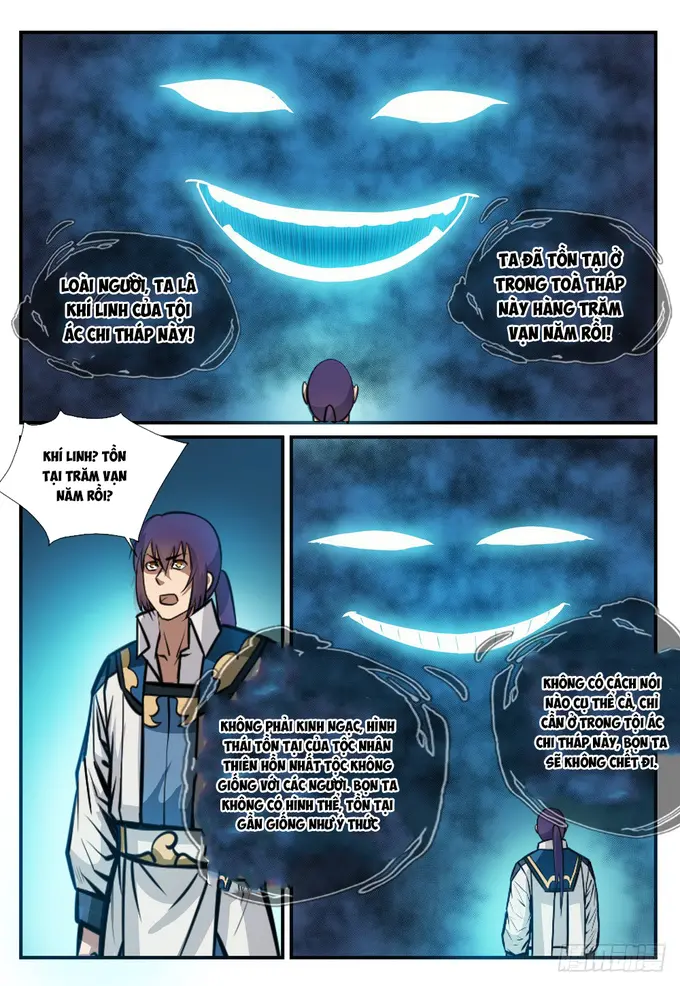 LOÀI NGƯỜI, TA LÀ
KHÍ LINH CỦA TỘI
ÁC CHI THÁP NÀY!
TA ĐÃ TỒN TẠI Ở
TRONG TOÀ THÁP
NÀY HÀNG TRĂM
VẠN NĂM RỒI!
KHÍ LINH? TỒN
TẠI TRĂM VẠN
NĂM RỒI?
KHÔNG PHẢI KINH NGẠC, HÌNH
THÁI TỒN TẠI CỦA TỘC NHÂN
THIÊN HỒN NHẤT TỘC KHÔNG
GIỐNG VỚI CÁC NGƯƠI. BỌN TA
KHÔNG CÓ HÌNH THỂ, TỒN TẠI
GẦN GIỐNG NHƯ Ý THỨC
KHÔNG CÓ CÁCH NÓI
NÀO CỤ THỂ CẢ, CHỈ
CẦN Ở TRONG TỘI ÁC
CHI THÁP NÀY, BỌN TA
SẼ KHÔNG CHẾT ĐI.